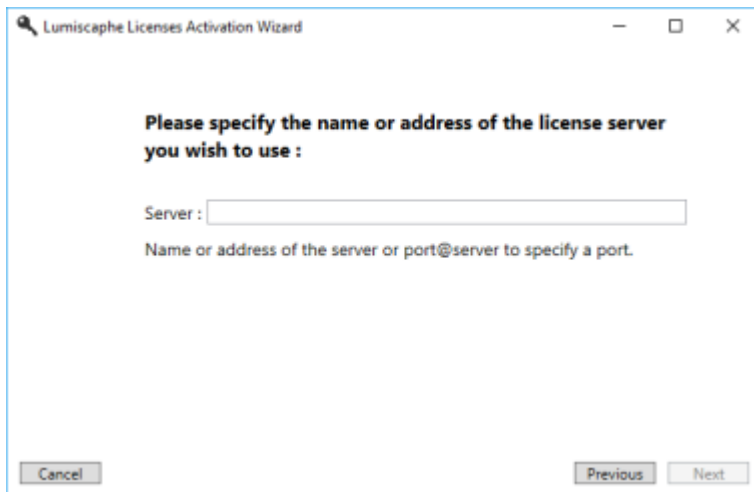 Lumiscaphe Licenses Activation Wizard
Please specify the name or address of the license server
you wish to use :
Server :
Name or address of the server or port@server to specify a port.
Cancel
Previous
Next